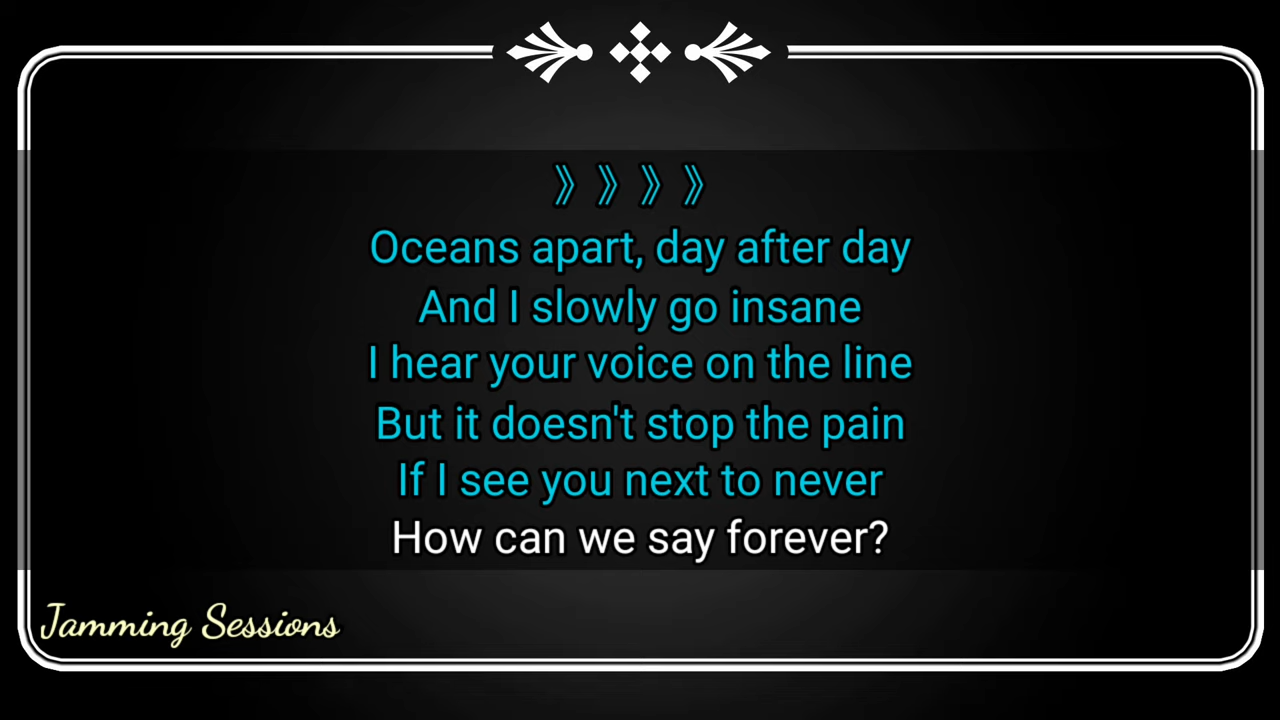 》》》》
Oceans apart, day after day
And I slowly go insane
I hear your voice on the line
But it doesn't stop the pain
If I see you next to never
How can we say forever?
Jamming Sessions